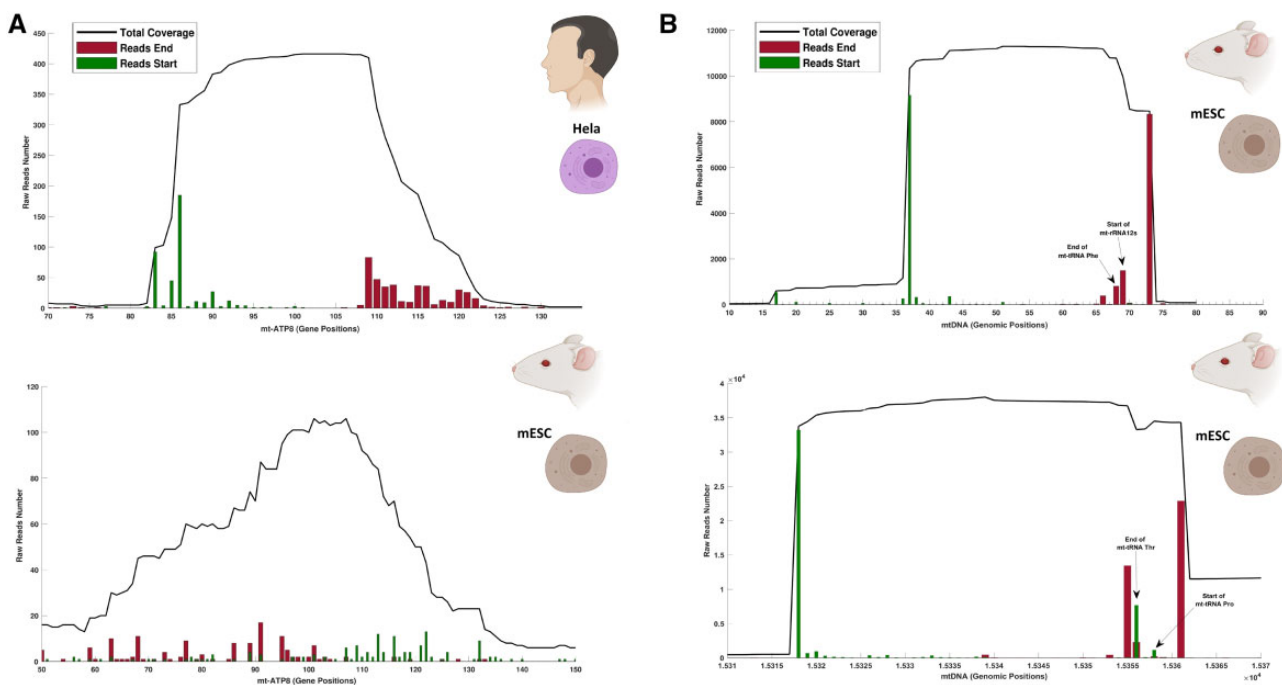 A
Total Coverage
Reads End
Reads Start
Raw Reads Number
450
400
350
300
250
200
150
100
50
0
70 75 80 85 90 95 100 105 110 115 120 125 130
mt-ATP8 (Gene Positions)
Hela
B
Total Coverage
Reads End
Reads Start
Raw Reads Number
12000
10000
8000
6000
4000
2000
0
10 15 20 25 30 35 40 45 50 55 60 65 70 75 80 85 90
mtDNA (Genomic Positions)
End of
mt-tRNA Phe
Start of
mt-rRNA12s
mESC
Raw Reads Number
120
100
80
60
40
20
0
50 60 70 80 90 100 110 120 130 140 150
mt-ATP8 (Gene Positions)
mESC
×10⁴
Raw Reads Number
4
3.5
3
2.5
2
1.5
1
0.5
0
1.531 1.5315 1.532 1.5325 1.533 1.5335 1.534 1.5345 1.535 1.5355 1.536 1.5365 1.537
×10⁴
mtDNA (Genomic Positions)
End of
mt-tRNA Thr
Start of
mt-tRNA Pro
mESC